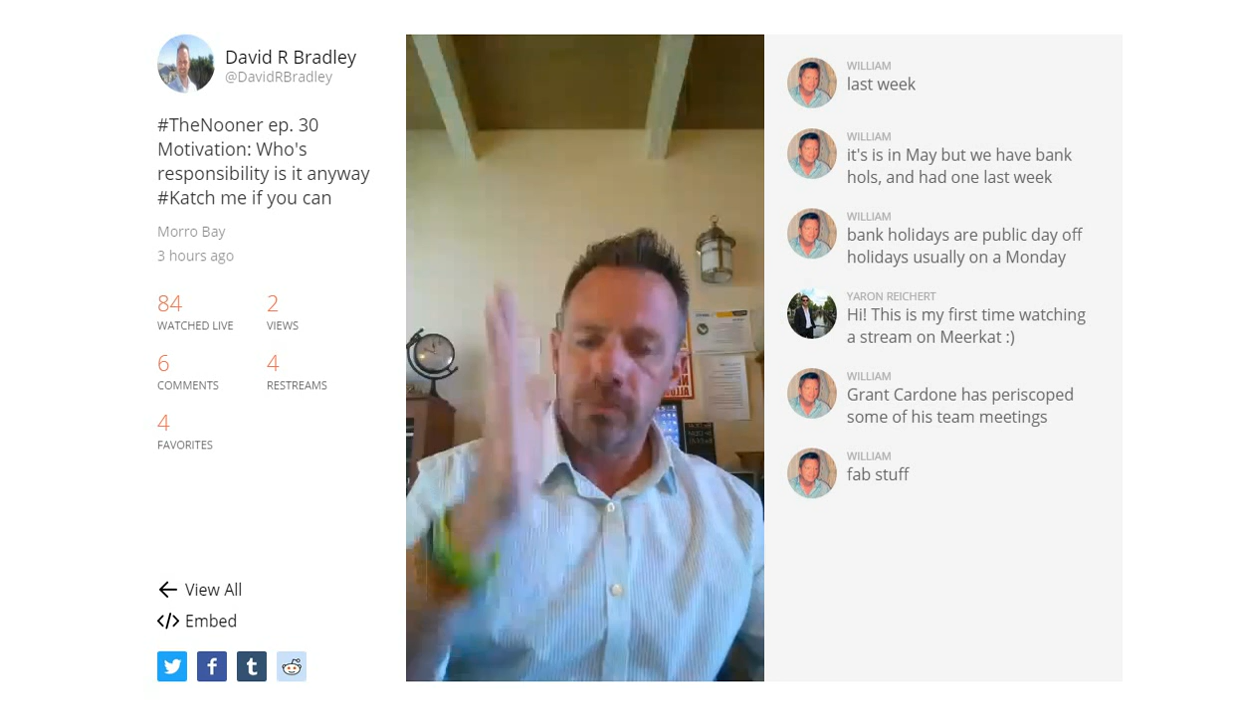 David R Bradley
@DavidRBradley
#TheNooner ep. 30
Motivation: Who's
responsibility is it anyway
#Katch me if you can
Morro Bay
3 hours ago
84
WATCHED LIVE
2
VIEWS
6
COMMENTS
4
RESTREAMS
4
FAVORITES
View All
Embed
WILLIAM
last week
WILLIAM
it's is in May but we have bank
hols, and had one last week
WILLIAM
bank holidays are public day off
holidays usually on a Monday
YARON REICHERT
Hi! This is my first time watching
a stream on Meerkat :)
WILLIAM
Grant Cardone has periscoped
some of his team meetings
WILLIAM
fab stuff